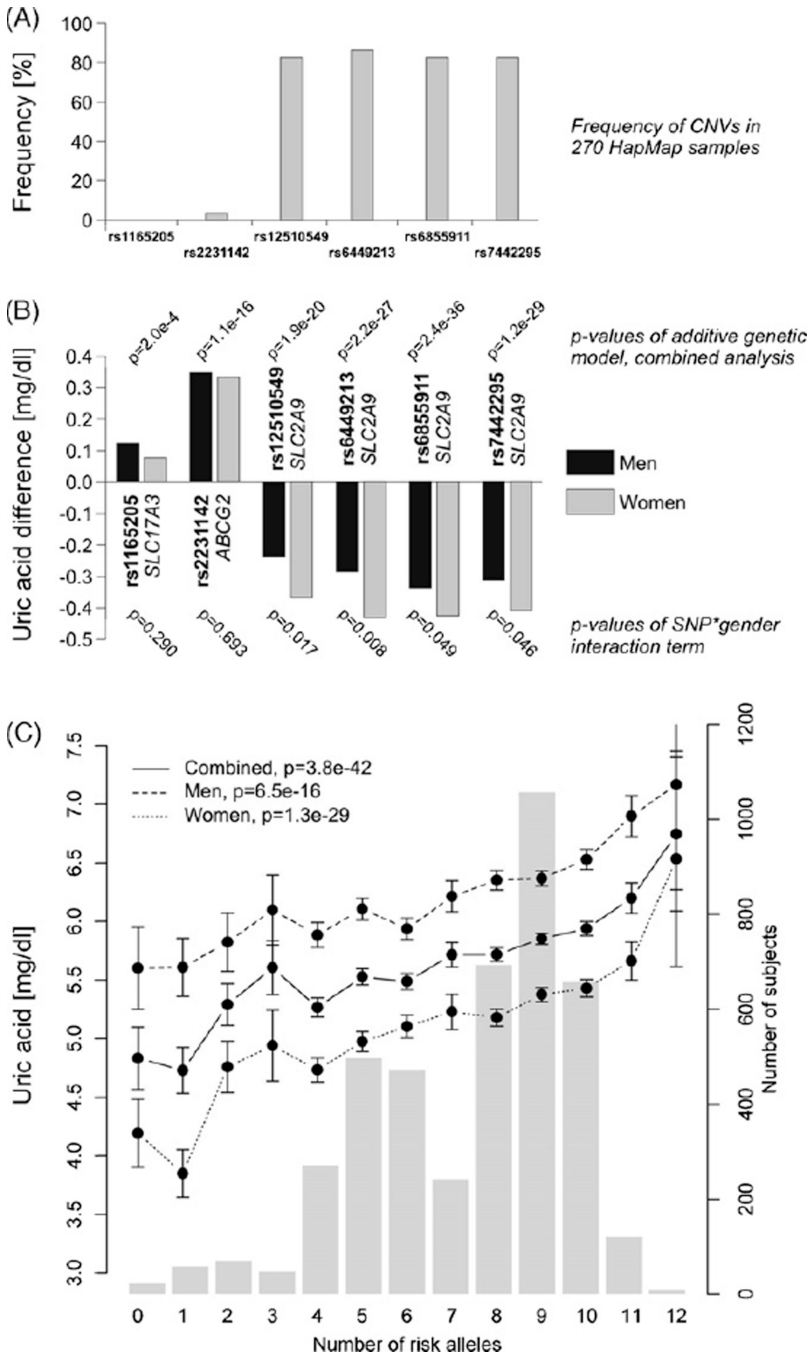 (A)
Frequency [%]
100
80
60
40
20
0
rs1165205
rs2231142
rs12510549
rs6449213
rs6855911
rs7442295
Frequency of CNVs in
270 HapMap samples
(B)
p=2.0e-4
p=1.1e-16
p=1.9e-20
p=2.2e-27
p=2.4e-36
p=1.2e-29
p-values of additive genetic
model, combined analysis
Uric acid difference [mg/dl]
0.4
0.3
0.2
0.1
0.0
-0.1
-0.2
-0.3
-0.4
-0.5
rs12510549
SLC2A9
rs6449213
SLC2A9
rs6855911
SLC2A9
rs7442295
SLC2A9
rs1165205
SLC17A3
rs2231142
ABCG2
Men
Women
p=0.290
p=0.693
p=0.017
p=0.008
p=0.049
p=0.046
p-values of SNP*gender
interaction term
(C)
Combined, p=3.8e-42
Men, p=6.5e-16
Women, p=1.3e-29
Uric acid [mg/dl]
7.5
7.0
6.5
6.0
5.5
5.0
4.5
4.0
3.5
3.0
1200
1000
800
600
400
200
0
Number of subjects
0 1 2 3 4 5 6 7 8 9 10 11 12
Number of risk alleles